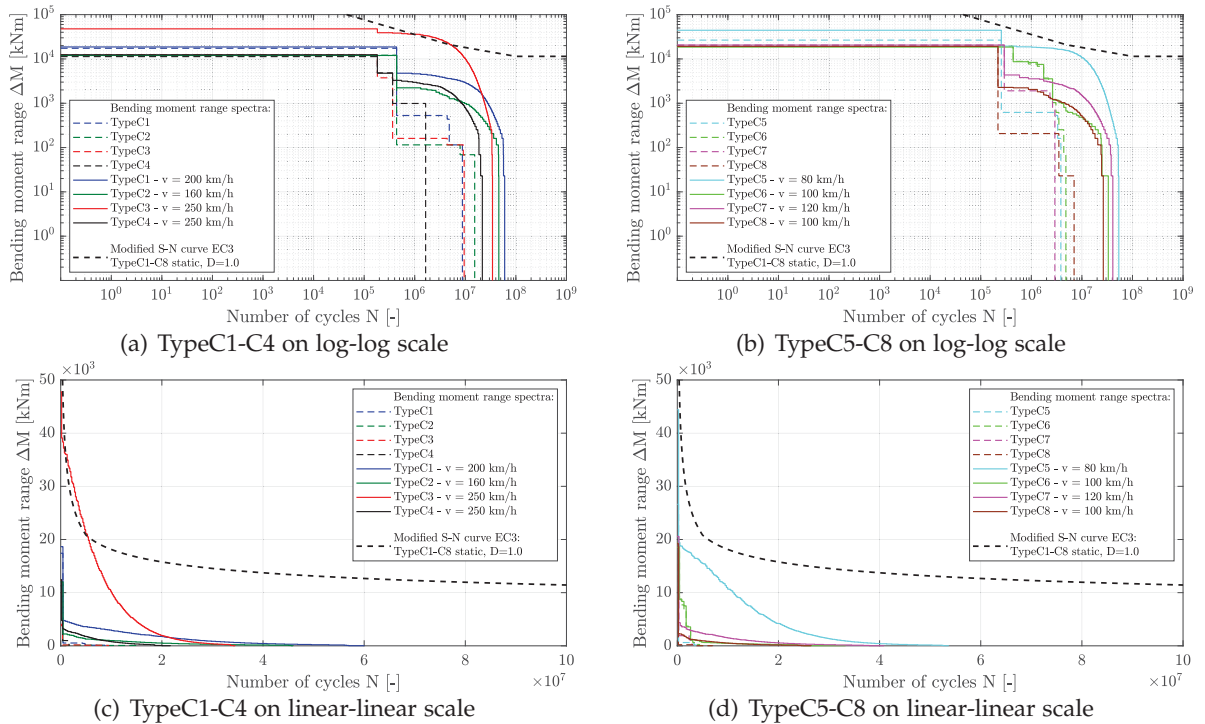 10^5
10^4
10^3
10^2
10^1
10^0
Bending moment range ΔM [kNm]
Bending moment range spectra:
TypeC1
TypeC2
TypeC3
TypeC4
TypeC1 - v = 200 km/h
TypeC2 - v = 160 km/h
TypeC3 - v = 250 km/h
TypeC4 - v = 250 km/h
Modified S-N curve EC3
TypeC1-C8 static, D=1.0
10^0 10^1 10^2 10^3 10^4 10^5 10^6 10^7 10^8 10^9
Number of cycles N [-]
(a) TypeC1-C4 on log-log scale
10^5
10^4
10^3
10^2
10^1
10^0
Bending moment range ΔM [kNm]
Bending moment range spectra:
TypeC5
TypeC6
TypeC7
TypeC8
TypeC5 - v = 80 km/h
TypeC6 - v = 100 km/h
TypeC7 - v = 120 km/h
TypeC8 - v = 100 km/h
Modified S-N curve EC3
TypeC1-C8 static, D=1.0
10^0 10^1 10^2 10^3 10^4 10^5 10^6 10^7 10^8 10^9
Number of cycles N [-]
(b) TypeC5-C8 on log-log scale
×10^3
50
40
30
20
10
0
Bending moment range ΔM [kNm]
Bending moment range spectra:
TypeC1
TypeC2
TypeC3
TypeC4
TypeC1 - v = 200 km/h
TypeC2 - v = 160 km/h
TypeC3 - v = 250 km/h
TypeC4 - v = 250 km/h
Modified S-N curve EC3:
TypeC1-C8 static, D=1.0
0 2 4 6 8 10
Number of cycles N [-]
×10^7
(c) TypeC1-C4 on linear-linear scale
×10^3
50
40
30
20
10
0
Bending moment range ΔM [kNm]
Bending moment range spectra:
TypeC5
TypeC6
TypeC7
TypeC8
TypeC5 - v = 80 km/h
TypeC6 - v = 100 km/h
TypeC7 - v = 120 km/h
TypeC8 - v = 100 km/h
Modified S-N curve EC3:
TypeC1-C8 static, D=1.0
0 2 4 6 8 10
Number of cycles N [-]
×10^7
(d) TypeC5-C8 on linear-linear scale